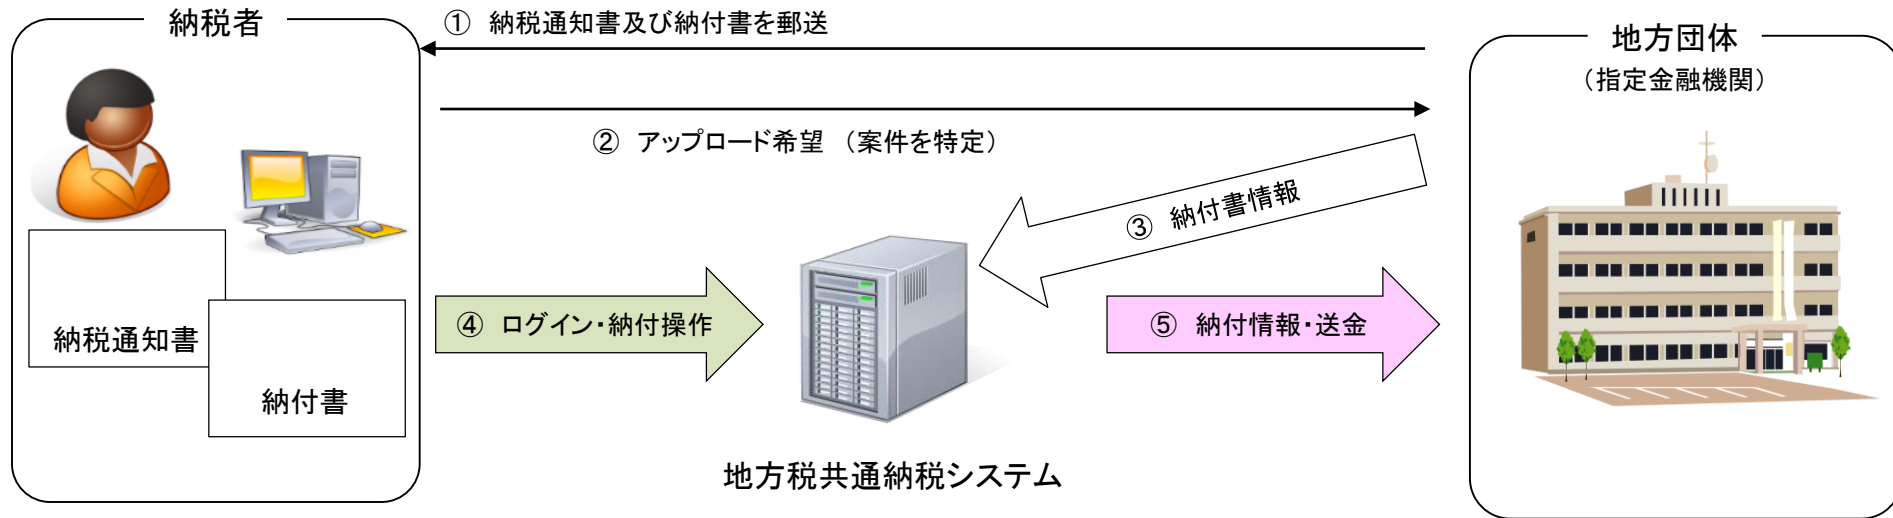 納税者
① 納税通知書及び納付書を郵送
地方団体
（指定金融機関）
② アップロード希望 （案件を特定）
③ 納付書情報
④ ログイン・納付操作
⑤ 納付情報・送金
納税通知書
納付書
地方税共通納税システム